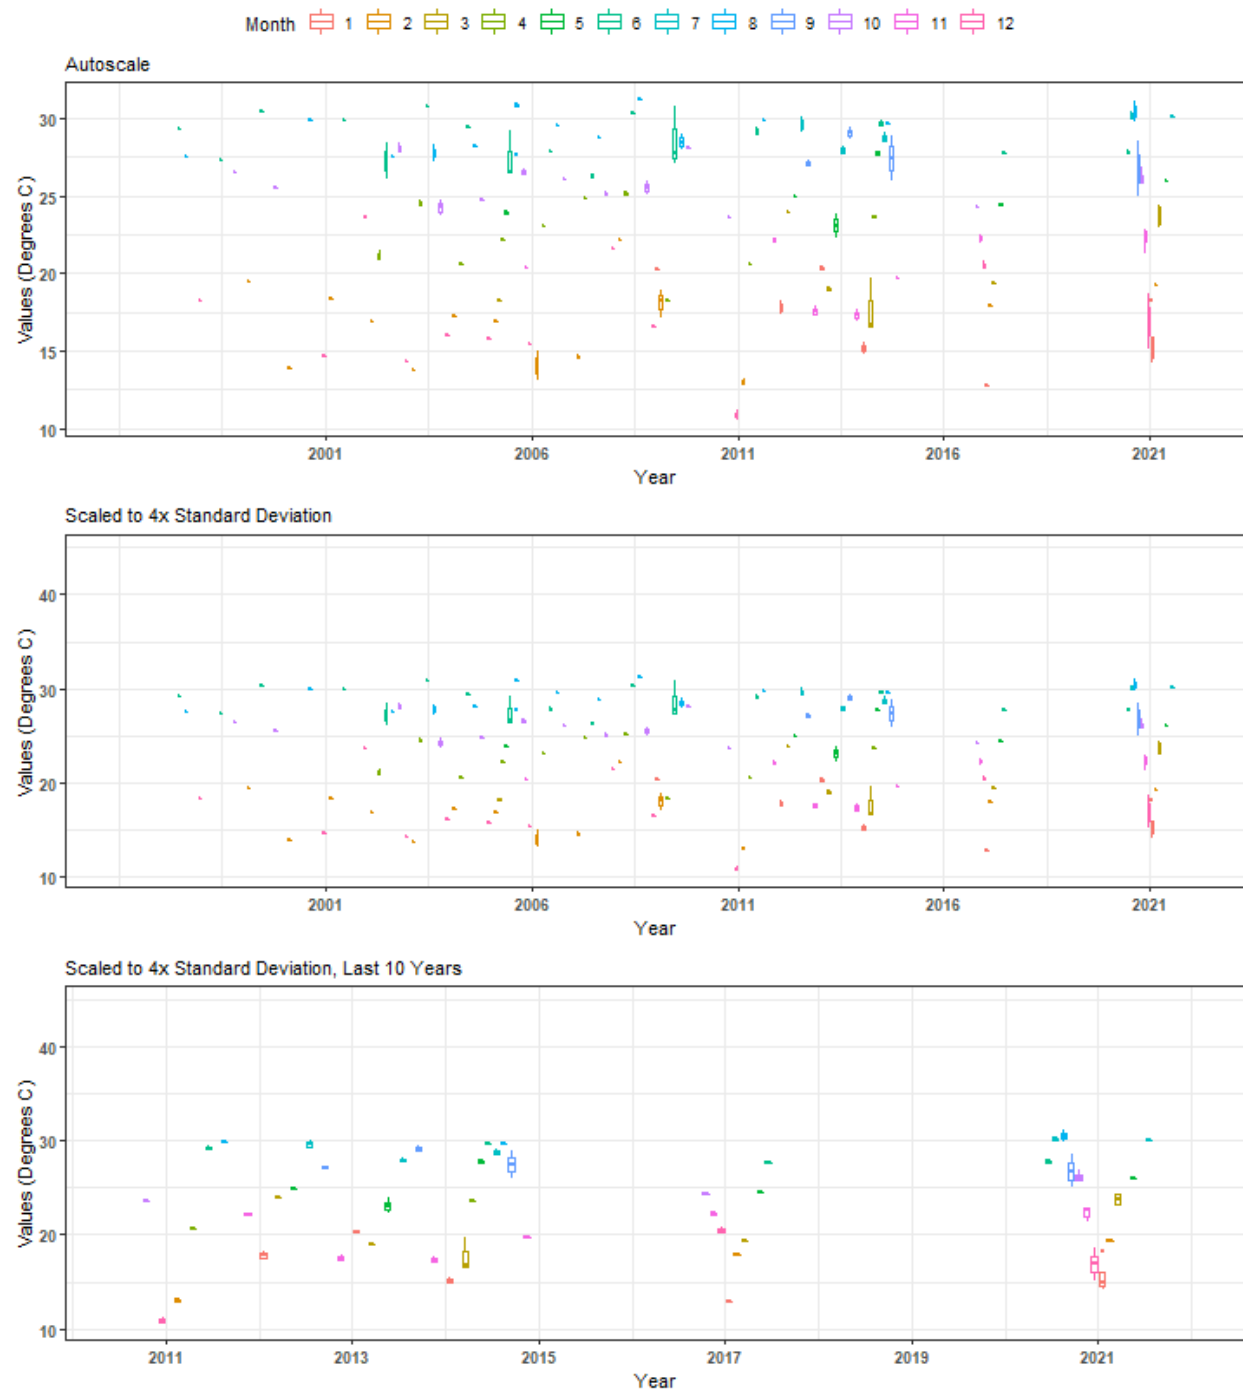 Month 1 2 3 4 5 6 7 8 9 10 11 12
Autoscale
Values (Degrees C)
30
25
20
15
10
2001 2006 2011 2016 2021
Year
Scaled to 4x Standard Deviation
Values (Degrees C)
40
30
20
10
2001 2006 2011 2016 2021
Year
Scaled to 4x Standard Deviation, Last 10 Years
Values (Degrees C)
40
30
20
10
2011 2013 2015 2017 2019 2021
Year